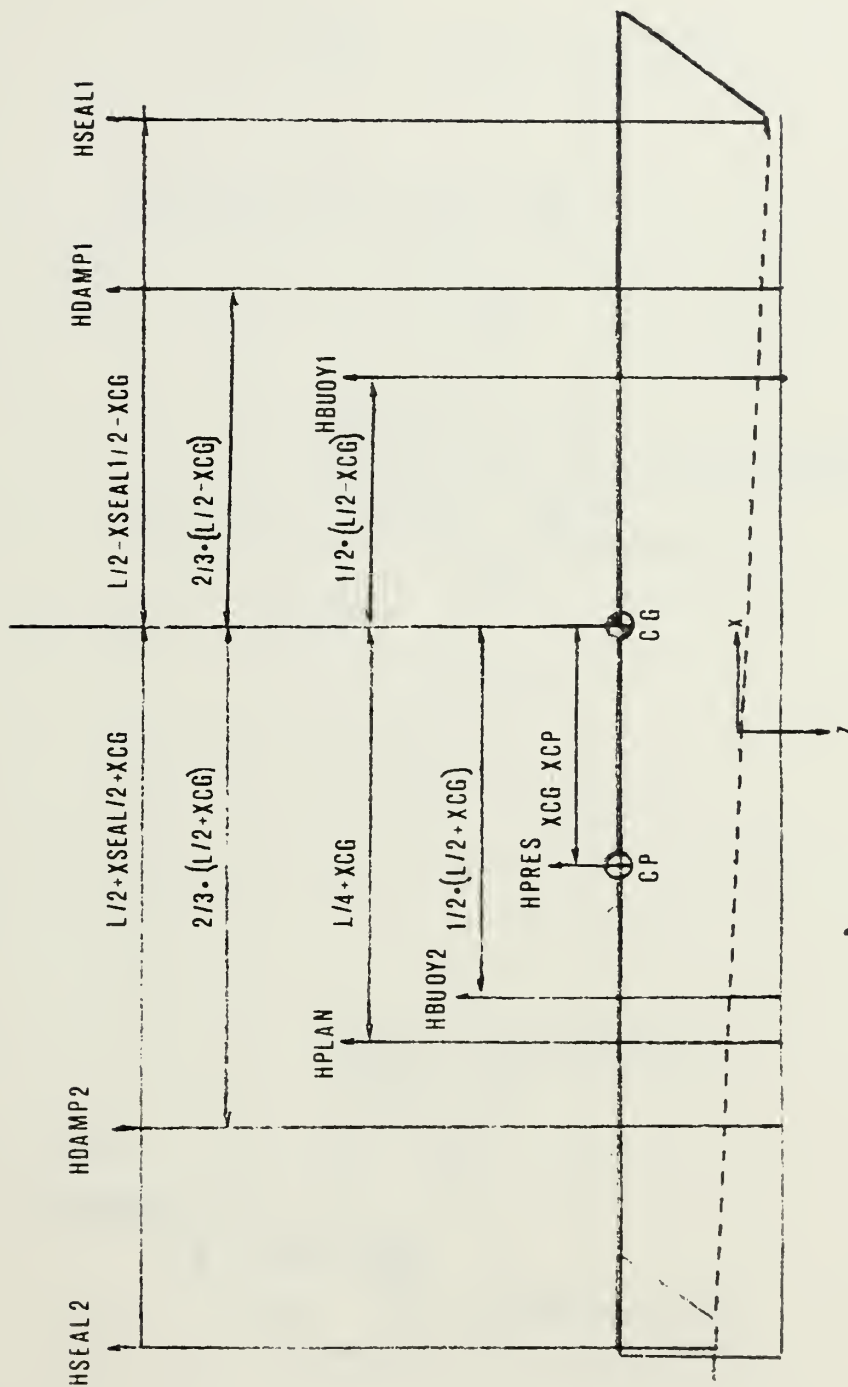 HSEAL1
L/2-XSEAL1/2-XCG
L/2+XSEAL/2+XCG
HDAMP1
HDAMP2
HSEAL2
2/3•(L/2-XCG)
2/3•(L/2+XCG)
HBUOY1
1/2•(L/2-XCG)
L/4+XCG
HPLAN
1/2•(L/2+XCG)
HBUOY2
XCG-XCP
HPRES
CG
CP
X
Z